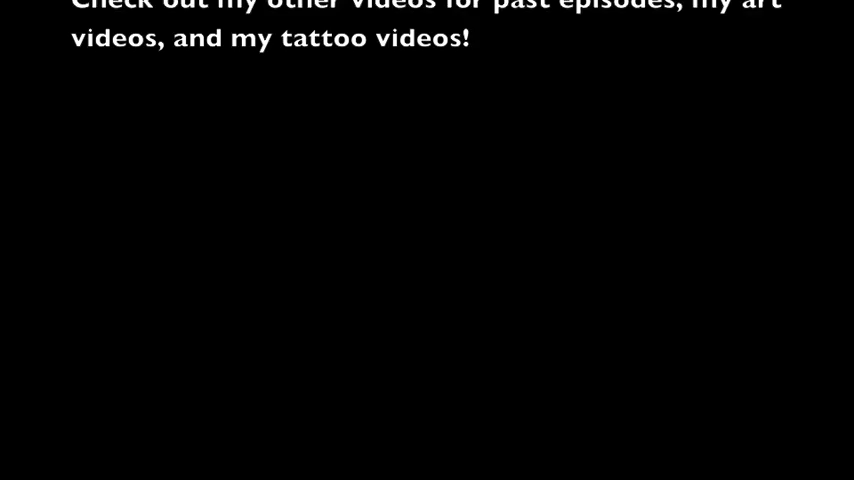 Check out my other videos for past episodes, my art
videos, and my tattoo videos!